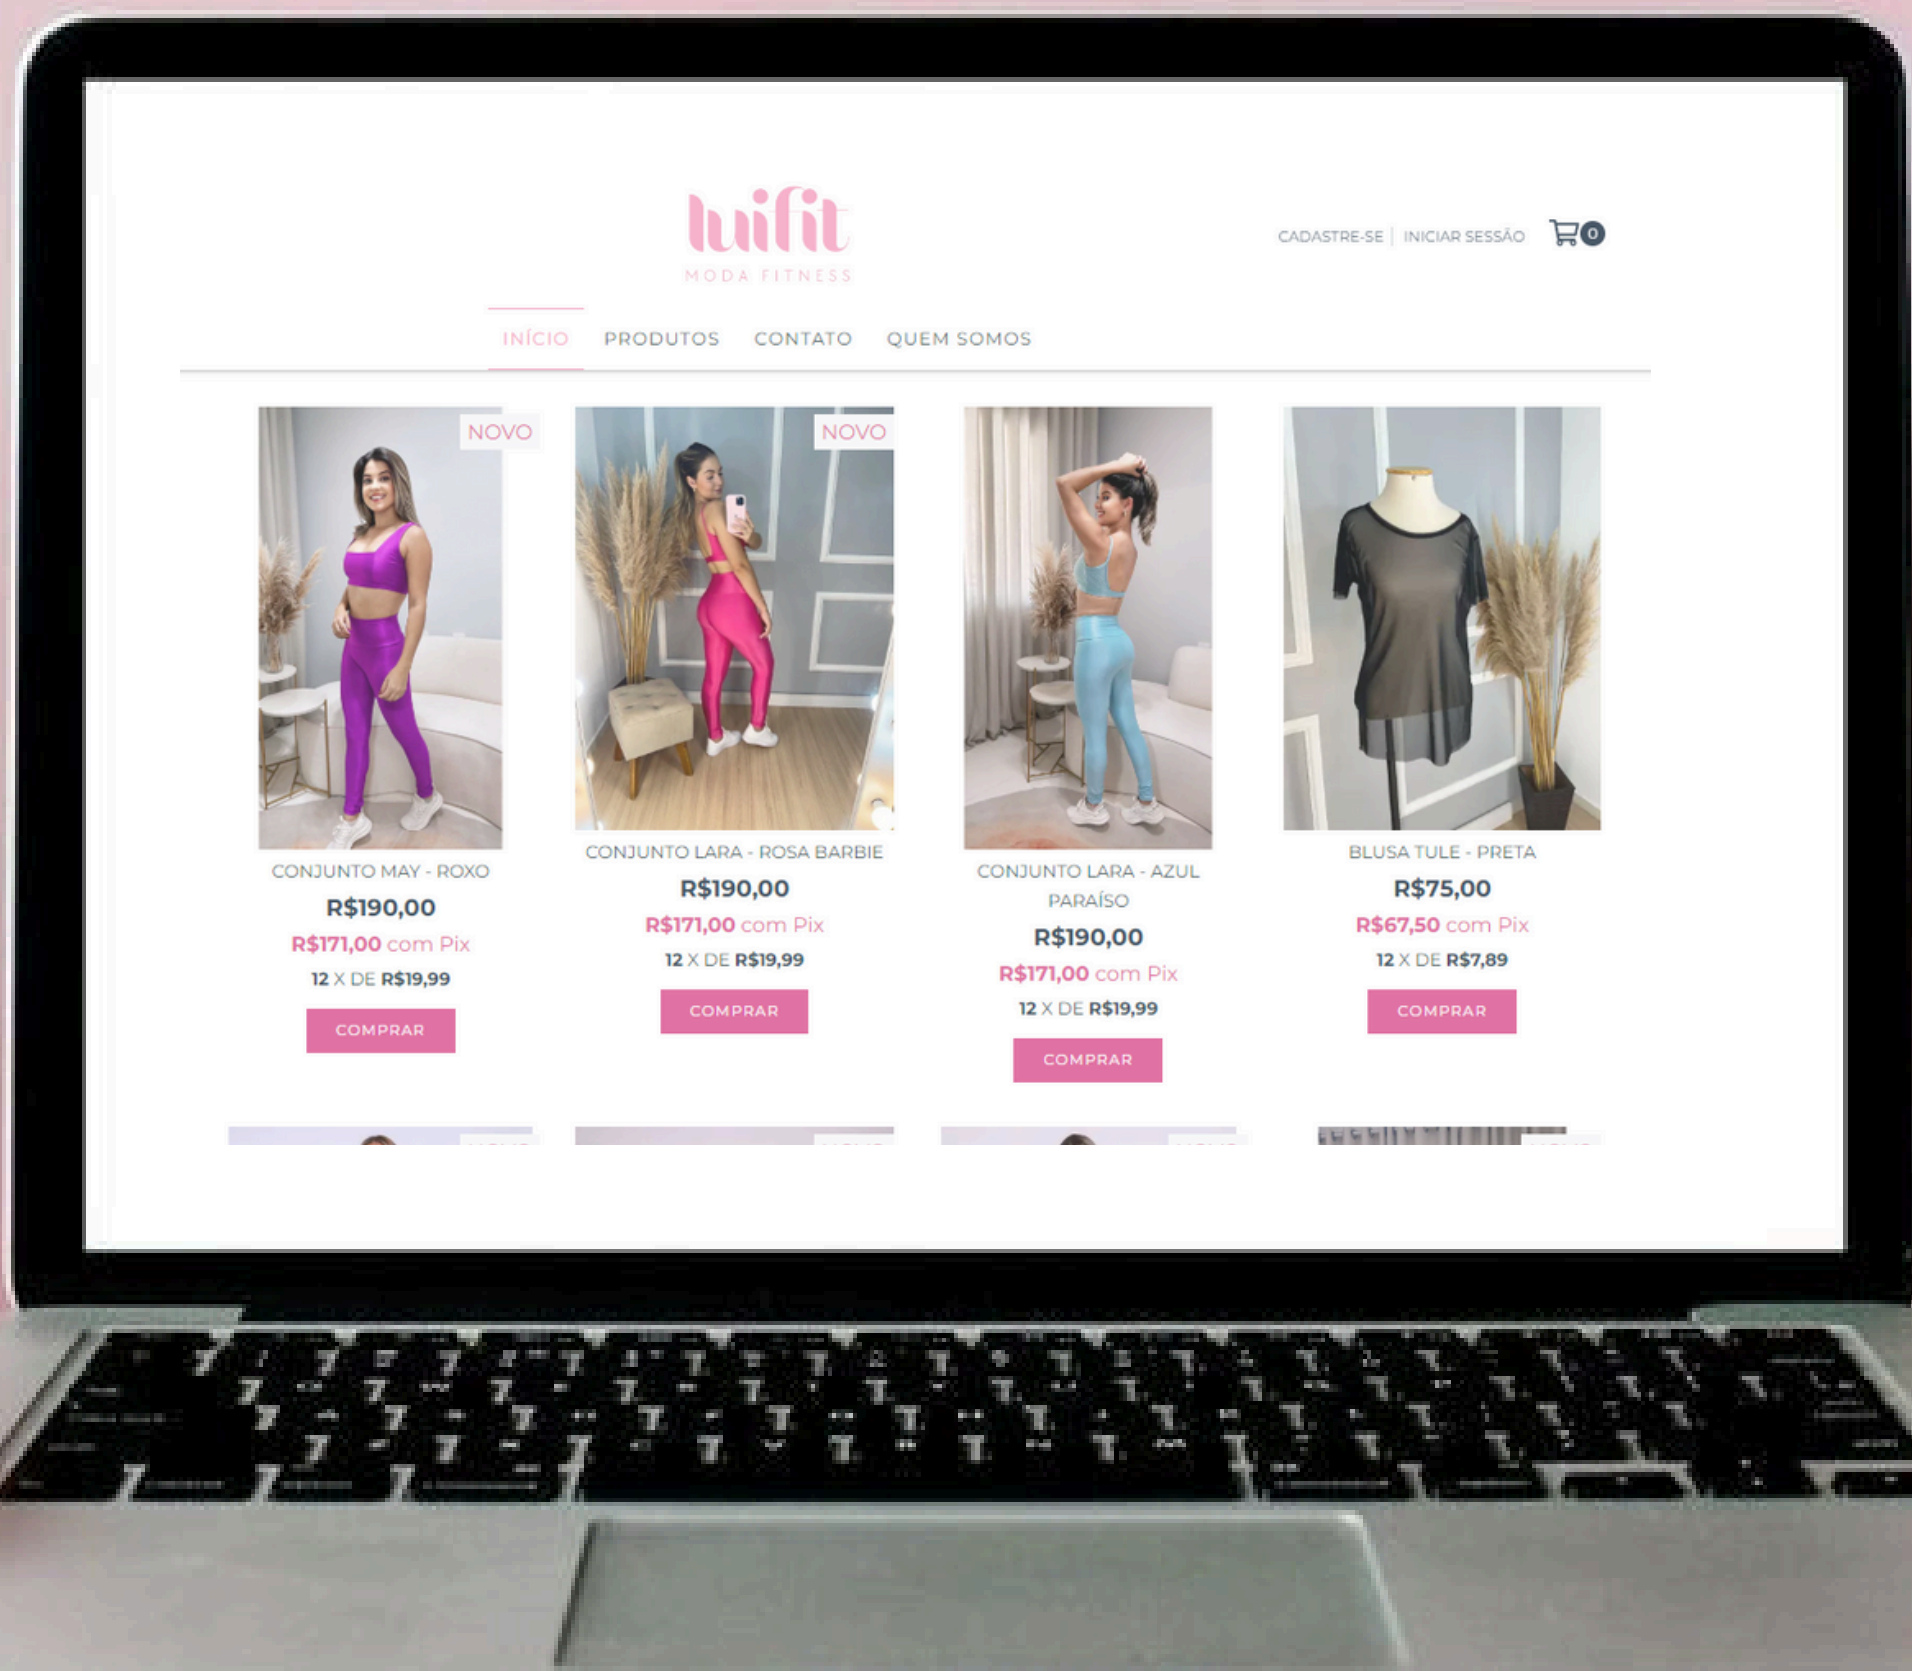 luifit
MODA FITNESS
CADASTRE-SE | INICIAR SESSÃO 0
INÍCIO PRODUTOS CONTATO QUEM SOMOS
NOVO
NOVO
CONJUNTO MAY - ROXO
R$190,00
R$171,00 com Pix
12 X DE R$19,99
COMPRAR
CONJUNTO LARA - ROSA BARBIE
R$190,00
R$171,00 com Pix
12 X DE R$19,99
COMPRAR
CONJUNTO LARA - AZUL
PARAÍSO
R$190,00
R$171,00 com Pix
12 X DE R$19,99
COMPRAR
BLUSA TULE - PRETA
R$75,00
R$67,50 com Pix
12 X DE R$7,89
COMPRAR